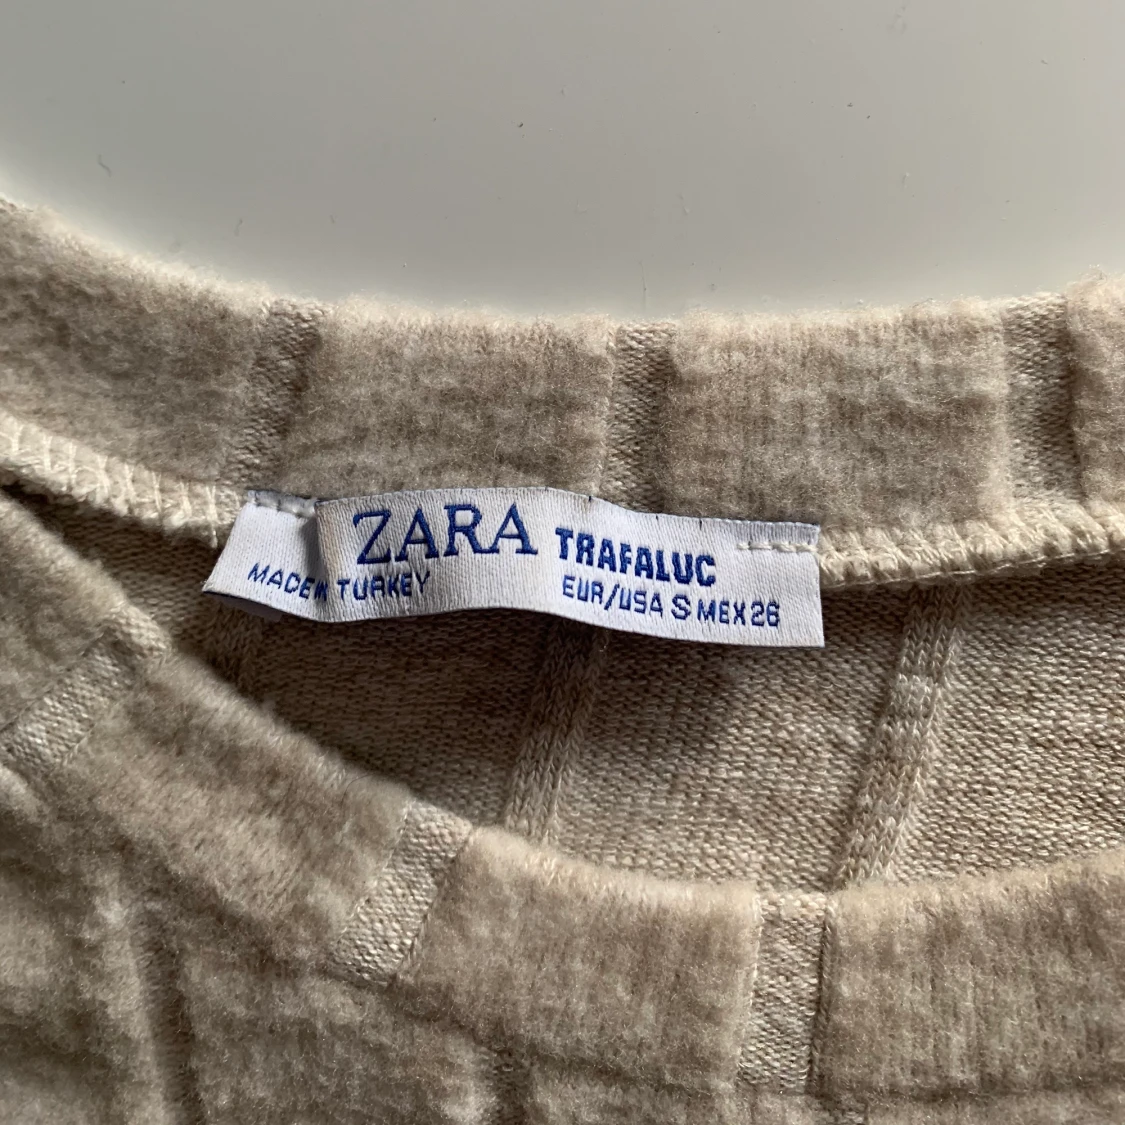 ZARA TRAFALUC
MADE IN TURKEY EUR/USA S MEX 26